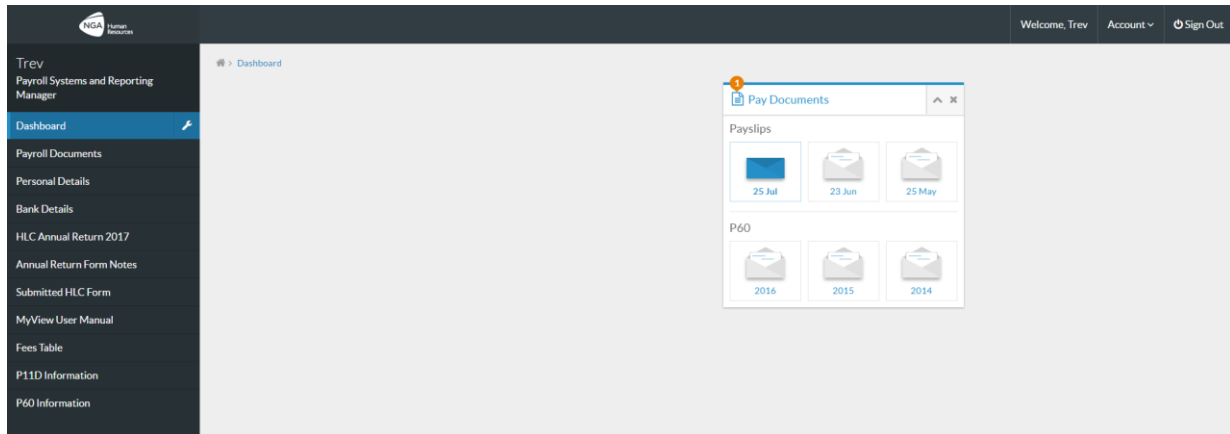 NGA Human
Resources
Welcome, Trev Account Sign Out
Trev
Payroll Systems and Reporting
Manager
Dashboard
Payroll Documents
Personal Details
Bank Details
HLC Annual Return 2017
Annual Return Form Notes
Submitted HLC Form
MyView User Manual
Fees Table
P11D Information
P60 Information
> Dashboard
1
Pay Documents
Payslips
25 Jul 23 Jun 25 May
P60
2016 2015 2014